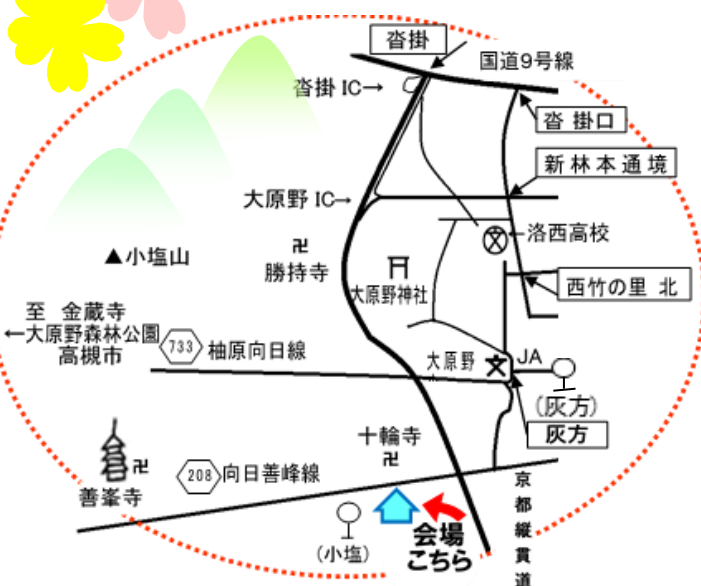 沓掛
国道9号線
沓掛 IC→
沓 掛 口
新 林 本 通 境
大原野 IC→
←洛西高校
卍
勝持寺
大原野神社
▲小塩山
西竹の里 北
至 金蔵寺
←大原野森林公園
高槻市
733 柚原向日線
大原野
JA
(灰方)
灰方
十輪寺
卍
卍
善峯寺
208 向日善峰線
(小塩)
会場
こちら
京都縦貫道